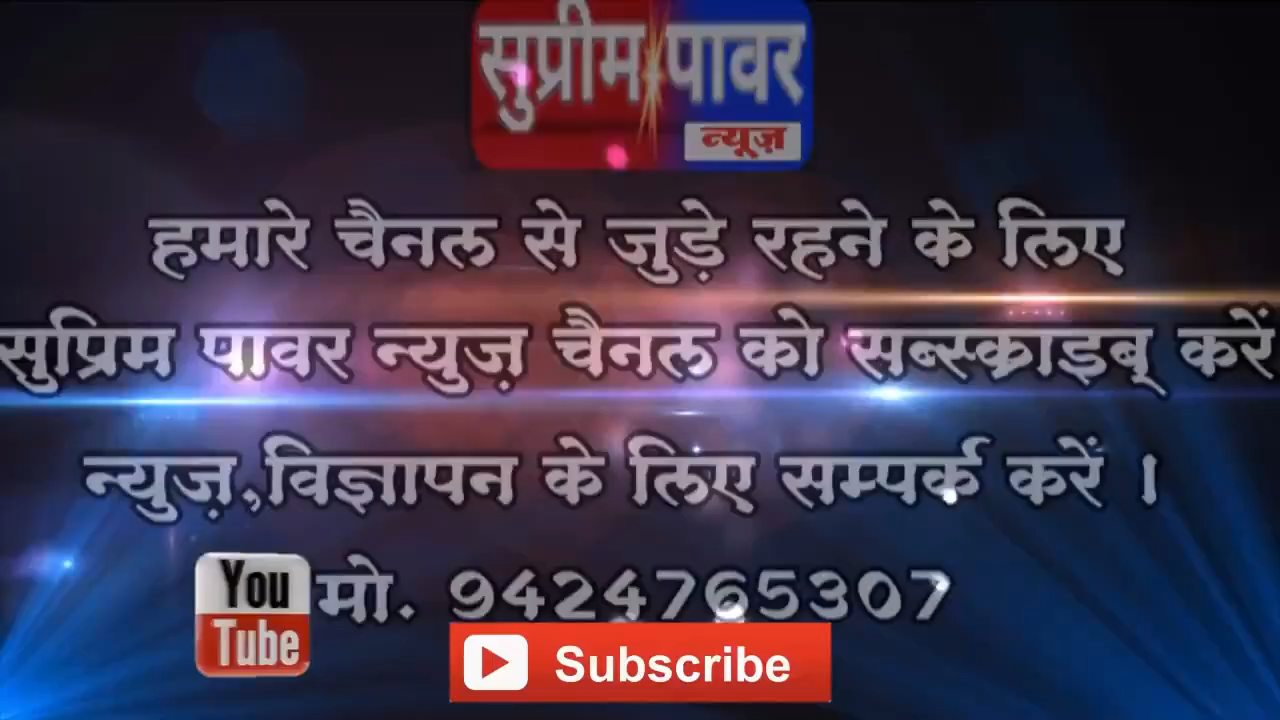 सुप्रीम पावर
न्यूज़
हमारे चैनल से जुड़े रहने के लिए
सुप्रिम पावर न्युज़ चैनल को सब्स्क्राइब् करें
न्युज़,विज्ञापन के लिए सम्पर्क करें ।
मो. 9424765307
You
Tube
Subscribe